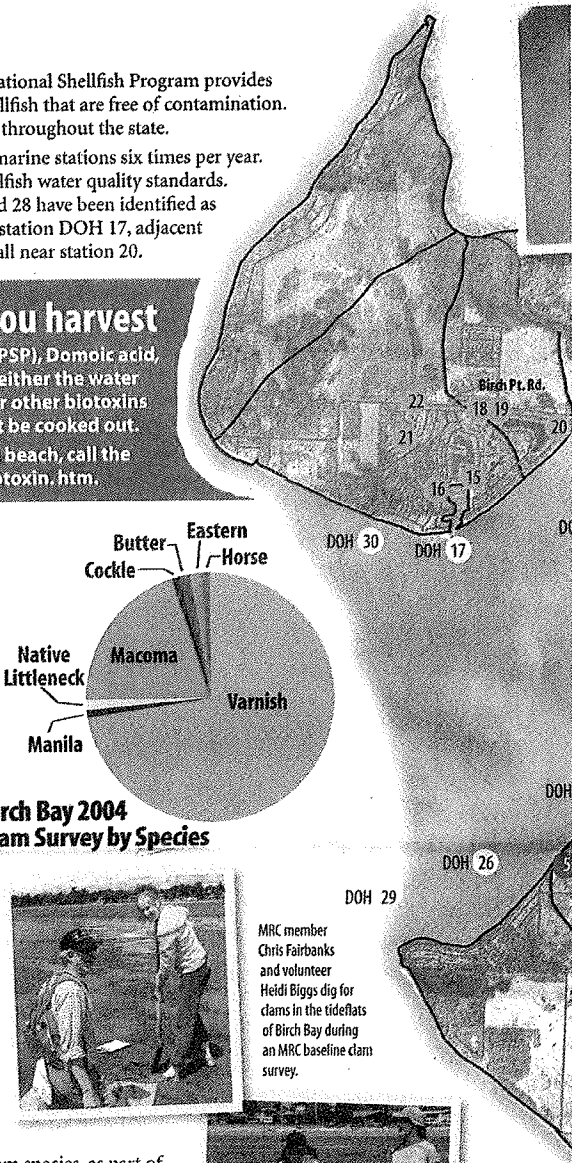 ational Shellfish Program provides
llfish that are free of contamination.
throughout the state.
marine stations six times per year.
lfish water quality standards.
d 28 have been identified as
station DOH 17, adjacent
all near station 20.
ou harvest
PSP), Domoic acid,
either the water
r other biotoxins
t be cooked out.
beach, call the
otoxin. htm.
Birch Pt. Rd.
22
18 19
20
21
16
15
DOH 30
DOH 17
DO
Butter
Eastern
Horse
Cockle
Native
Littleneck
Macoma
Varnish
Manila
rch Bay 2004
am Survey by Species
DOH
DOH 26
5
DOH 29
MRC member
Chris Fairbanks
and volunteer
Heidi Biggs dig for
clams in the tideflats
of Birch Bay during
an MRC baseline clam
survey.
m species, as part of